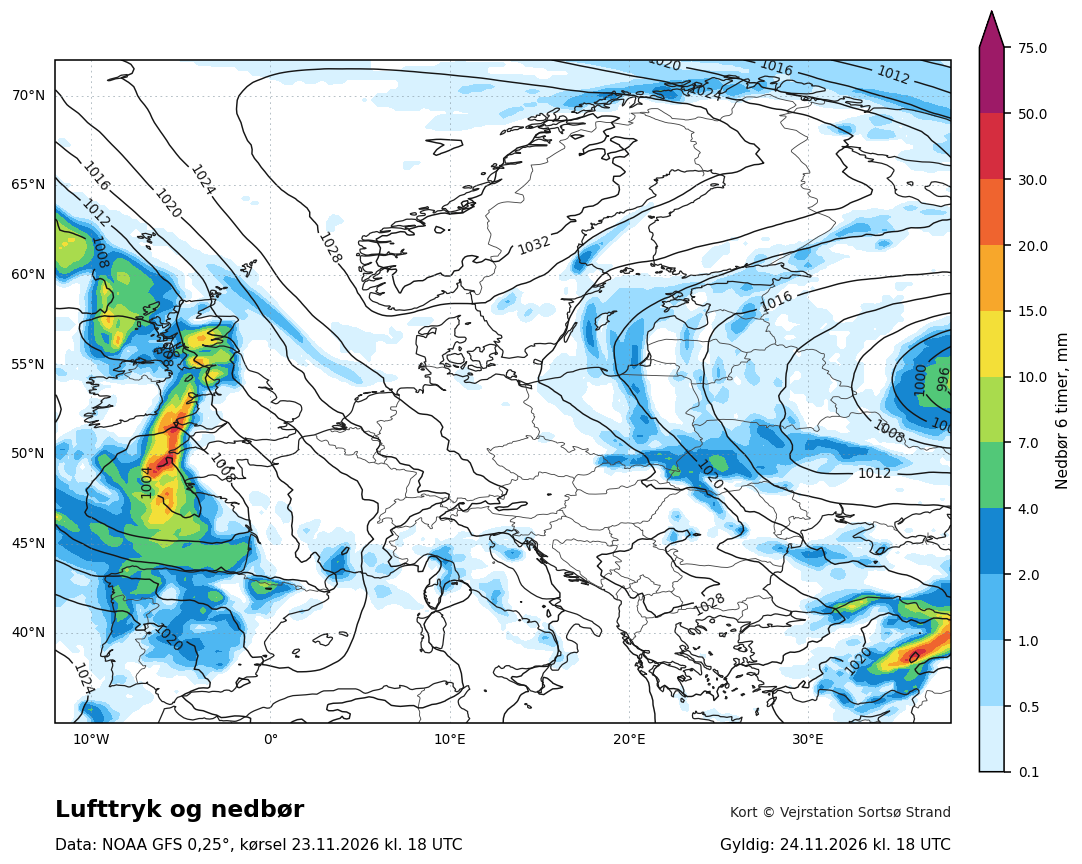 75.0
50.0
30.0
20.0
15.0
10.0
7.0
4.0
2.0
1.0
0.5
0.1
Nedbør 6 timer, mm
70°N
65°N
60°N
55°N
50°N
45°N
40°N
10°W
0°
10°E
20°E
30°E
1020
1016
1012
1024
1016
1012
1008
1020
1024
1028
1032
1016
1000
996
1008
1012
1020
1004
1008
1020
1024
1028
1020
Lufttryk og nedbør
Kort © Vejrstation Sortsø Strand
Data: NOAA GFS 0,25°, kørsel 23.11.2026 kl. 18 UTC
Gyldig: 24.11.2026 kl. 18 UTC